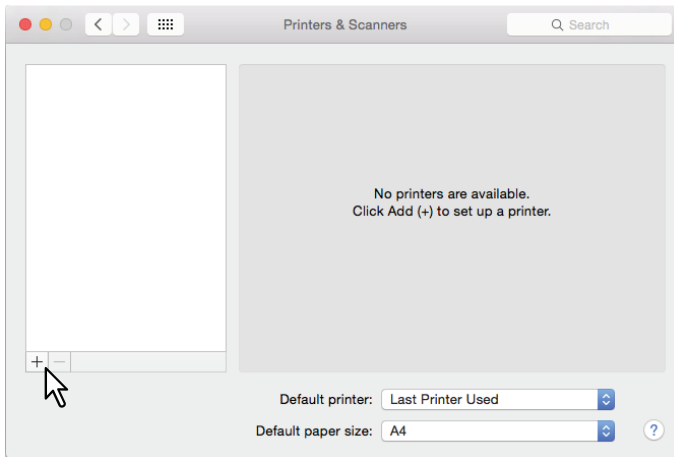 Printers & Scanners
Search
No printers are available.
Click Add (+) to set up a printer.
+ −
Default printer: Last Printer Used
Default paper size: A4
?